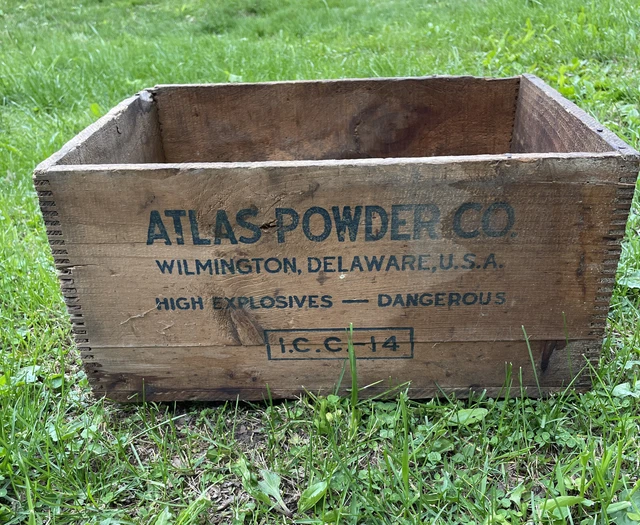 ATLAS POWDER CO.
WILMINGTON, DELAWARE, U.S.A.
HIGH EXPLOSIVES — DANGEROUS
I.C.C.-14